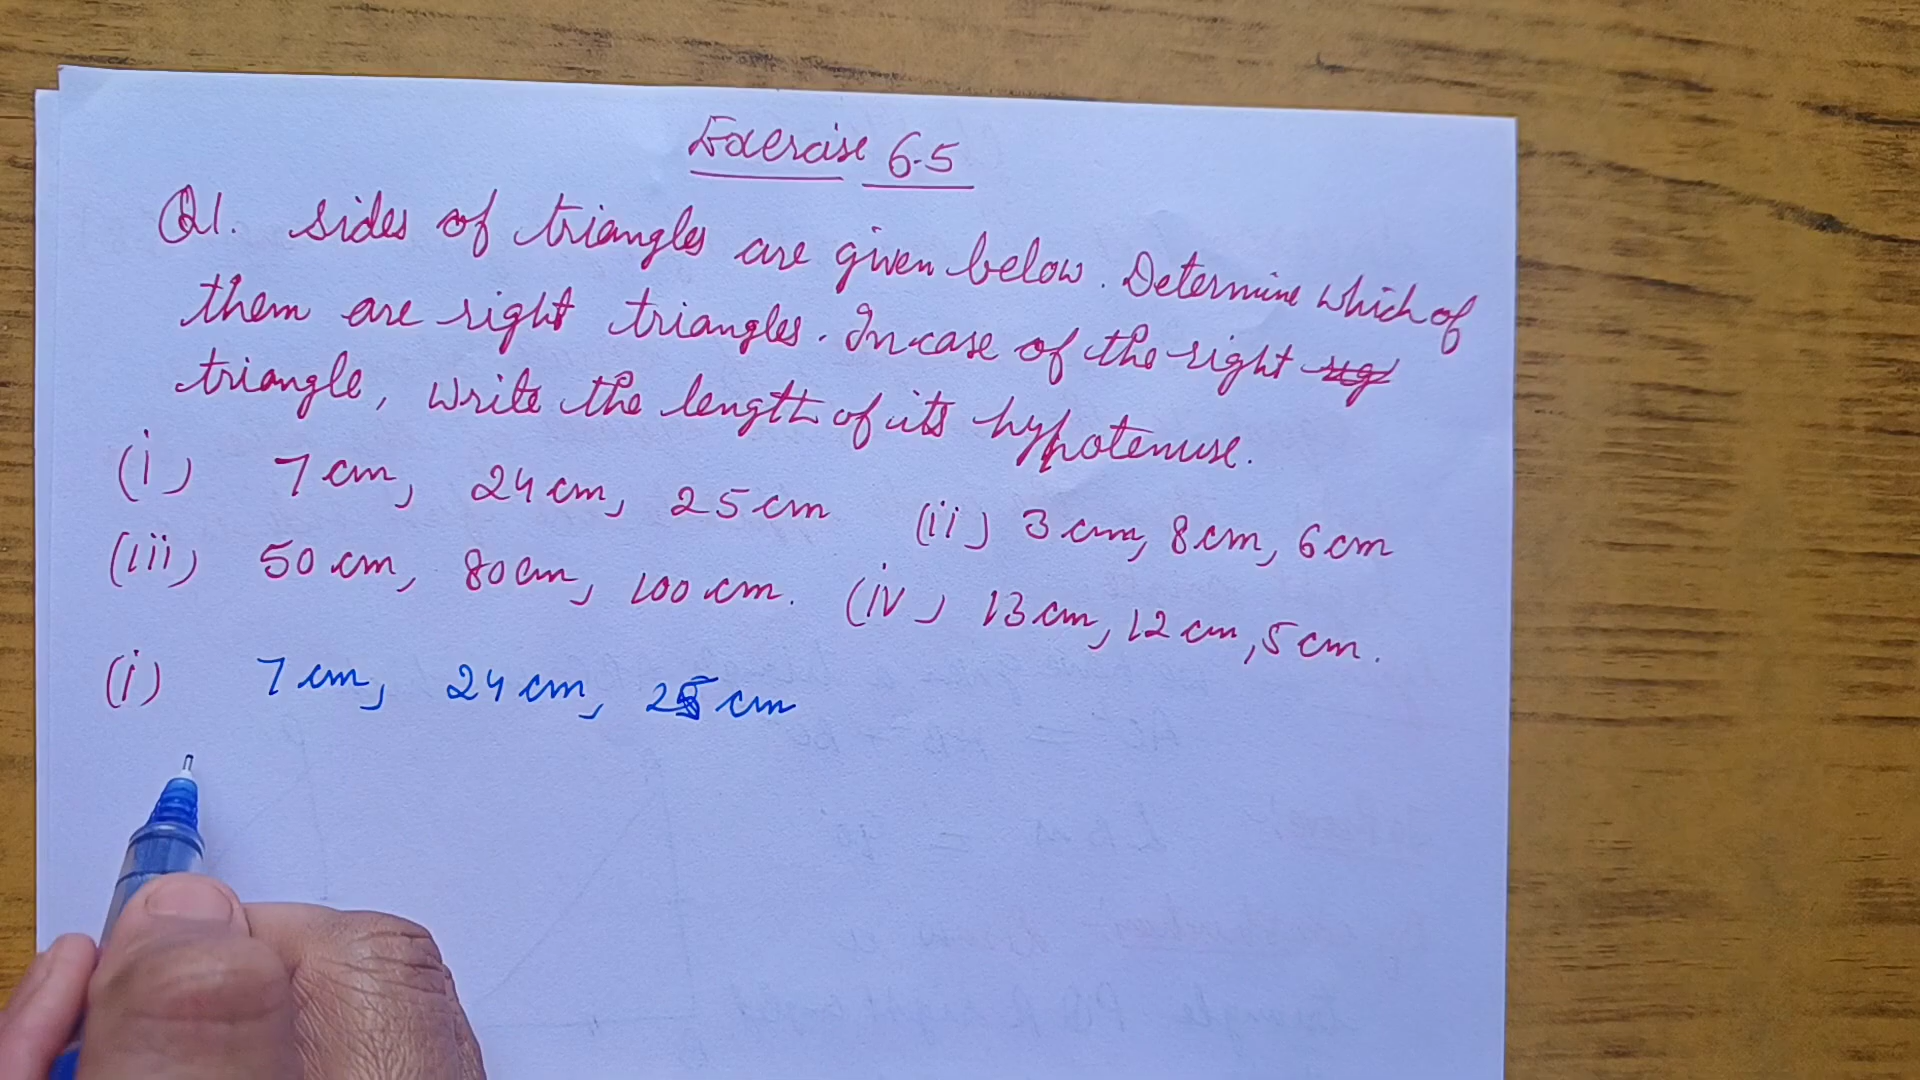 Exercise 6.5
Q1. sides of triangles are given below. Determine which of
them are right triangles. In case of the right
triangle, write the length of its hypotenuse.
(i) 7 cm, 24 cm, 25 cm (ii) 3 cm, 8 cm, 6 cm
(iii) 50 cm, 80 cm, 100 cm. (iv) 13 cm, 12 cm, 5 cm.
(i) 7 cm, 24 cm, 25 cm